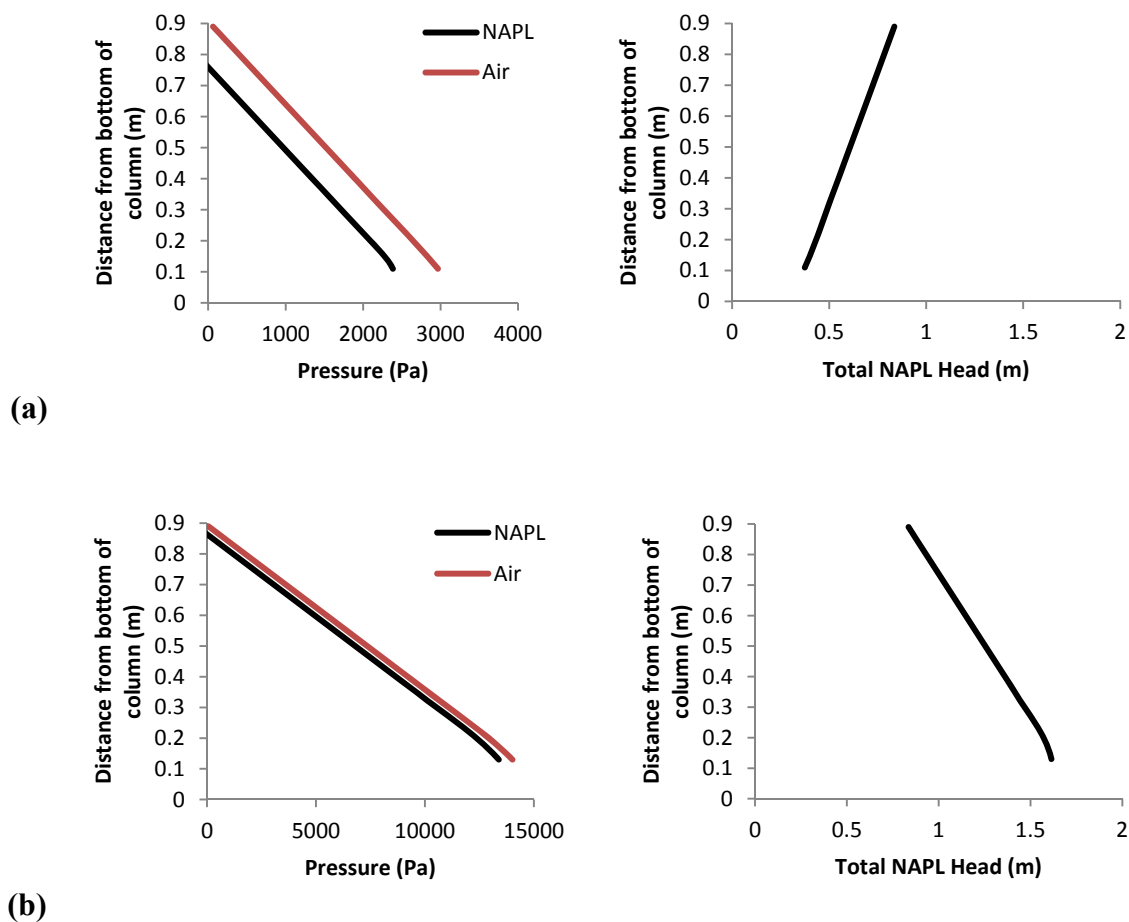 0.9
0.8
0.7
0.6
0.5
0.4
0.3
0.2
0.1
0
Distance from bottom of
column (m)
0 1000 2000 3000 4000
Pressure (Pa)
NAPL
Air
0.9
0.8
0.7
0.6
0.5
0.4
0.3
0.2
0.1
0
Distance from bottom of
column (m)
0 0.5 1 1.5 2
Total NAPL Head (m)
(a)
0.9
0.8
0.7
0.6
0.5
0.4
0.3
0.2
0.1
0
Distance from bottom of
column (m)
0 5000 10000 15000
Pressure (Pa)
NAPL
Air
0.9
0.8
0.7
0.6
0.5
0.4
0.3
0.2
0.1
0
Distance from bottom of
column (m)
0 0.5 1 1.5 2
Total NAPL Head (m)
(b)